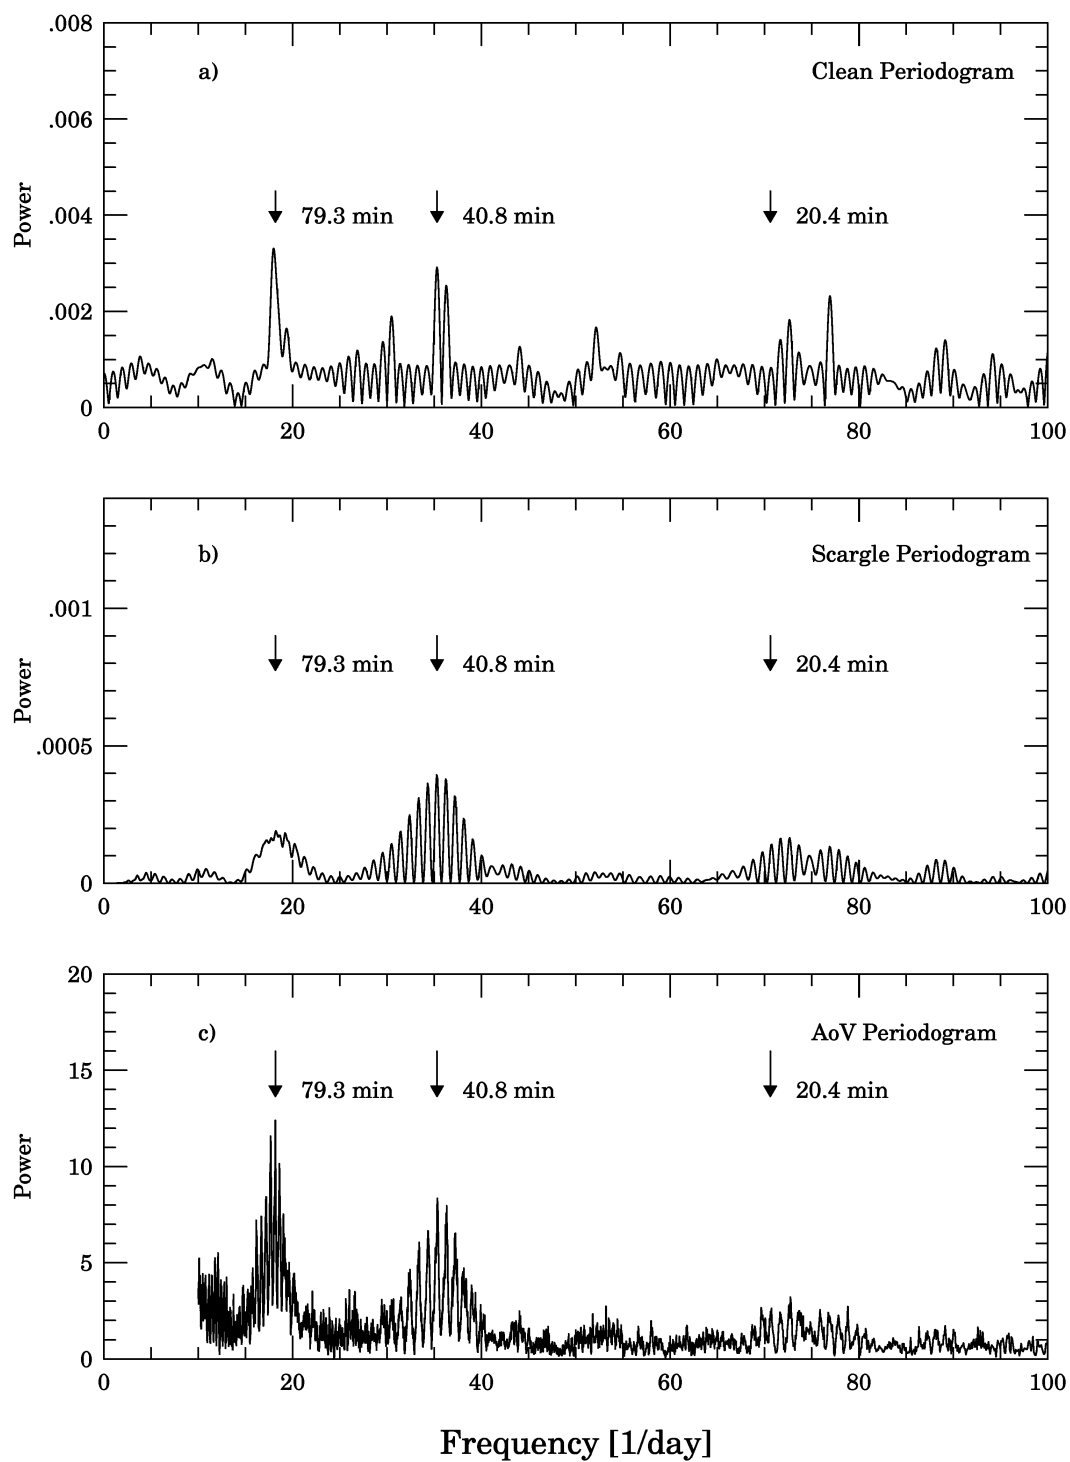 .008
a)
Clean Periodogram
.006
.004
79.3 min
40.8 min
20.4 min
Power
.002
0
0 20 40 60 80 100
b)
Scargle Periodogram
.001
79.3 min
40.8 min
20.4 min
Power
.0005
0
0 20 40 60 80 100
20
c)
AoV Periodogram
15
79.3 min
40.8 min
20.4 min
Power
10
5
0
0 20 40 60 80 100
Frequency [1/day]